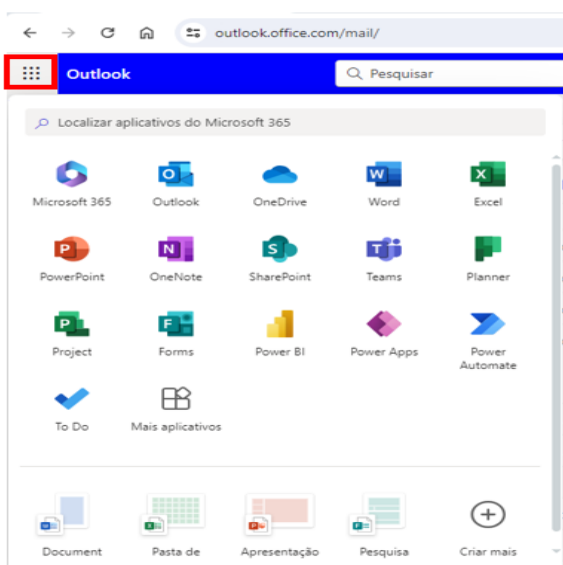 outlook.office.com/mail/
Outlook
Pesquisar
Localizar aplicativos do Microsoft 365
Microsoft 365 Outlook OneDrive Word Excel
PowerPoint OneNote SharePoint Teams Planner
Project Forms Power BI Power Apps Power
Automate
To Do Mais aplicativos
Document Pasta de Apresentação Pesquisa Criar mais